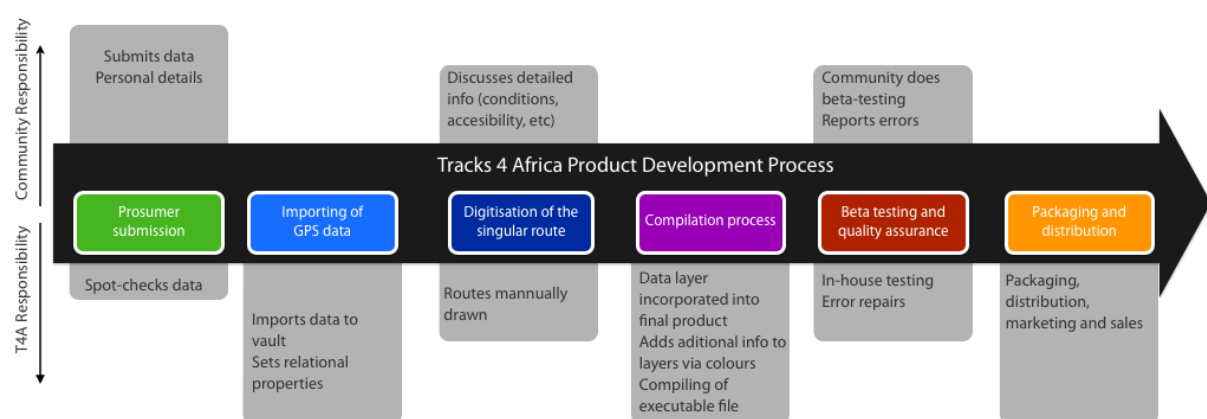 Community Responsibility
T4A Responsibility
Submits data
Personal details
Discusses detailed
info (conditions,
accesibility, etc)
Community does
beta-testing
Reports errors
Tracks 4 Africa Product Development Process
Prosumer
submission
Importing of
GPS data
Digitisation of the
singular route
Compilation process
Beta testing and
quality assurance
Packaging and
distribution
Spot-checks data
Imports data to
vault
Sets relational
properties
Routes mannually
drawn
Data layer
incorporated into
final product
Adds aditional info to
layers via colours
Compiling of
executable file
In-house testing
Error repairs
Packaging,
distribution,
marketing and sales